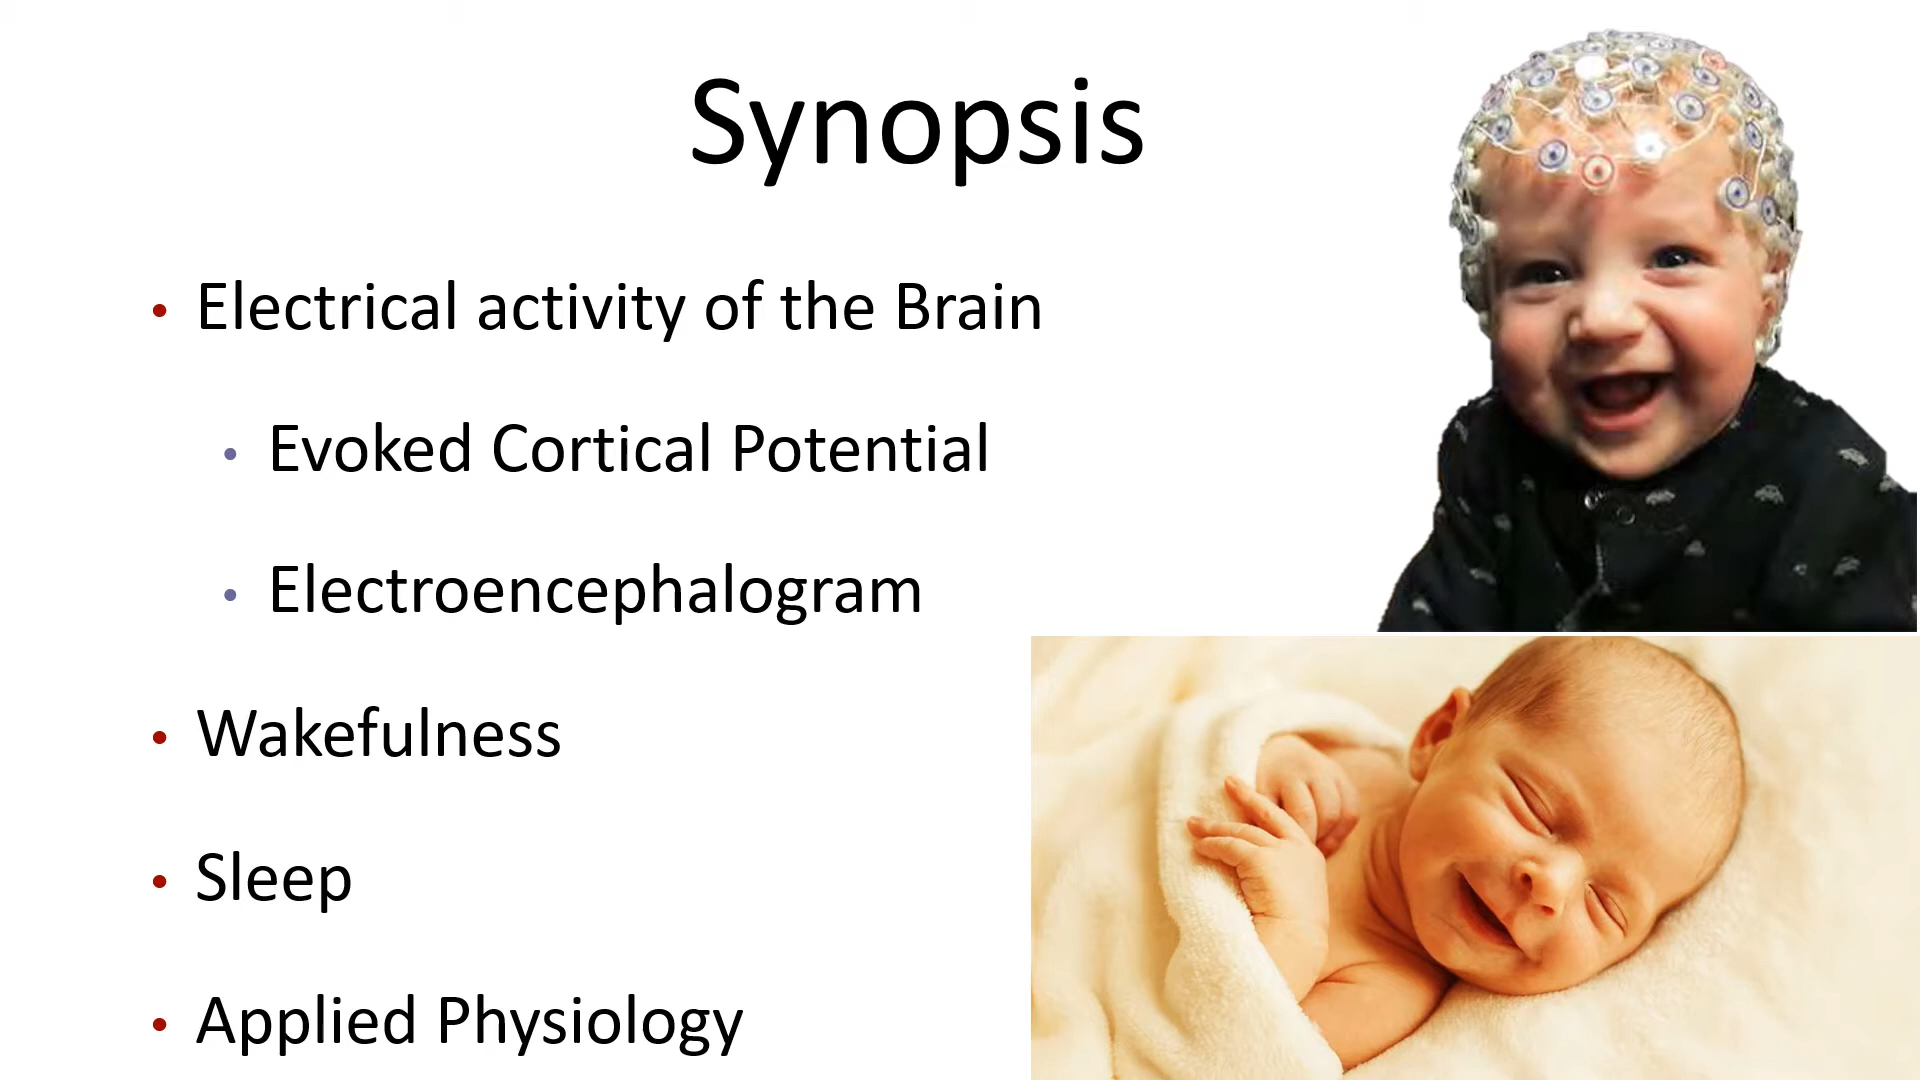 Synopsis
• Electrical activity of the Brain
• Evoked Cortical Potential
• Electroencephalogram
• Wakefulness
• Sleep
• Applied Physiology